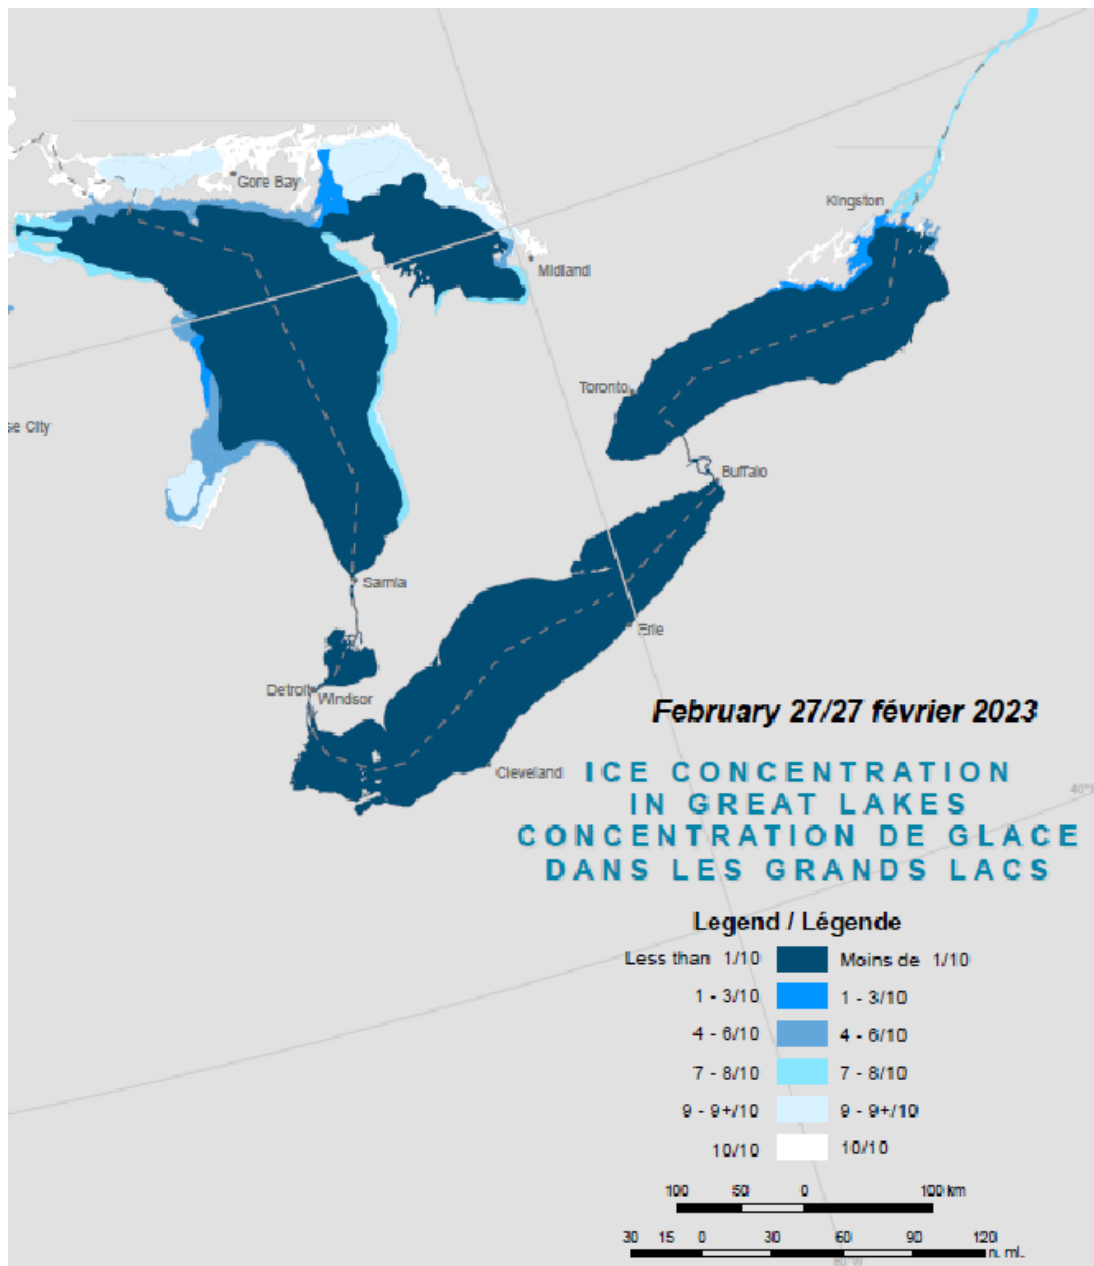 Gore Bay
Kingston
Midland
Toronto
se City
Buffalo
Sarnia
Erie
Detroit
Windsor
Cleveland
February 27/27 février 2023
ICE CONCENTRATION
IN GREAT LAKES
CONCENTRATION DE GLACE
DANS LES GRANDS LACS
40°N
Legend / Légende
Less than 1/10 Moins de 1/10
1 - 3/10 1 - 3/10
4 - 6/10 4 - 6/10
7 - 8/10 7 - 8/10
9 - 9+/10 9 - 9+/10
10/10 10/10
100 50 0 100 km
30 15 0 30 60 90 120
n. mi.
80°W